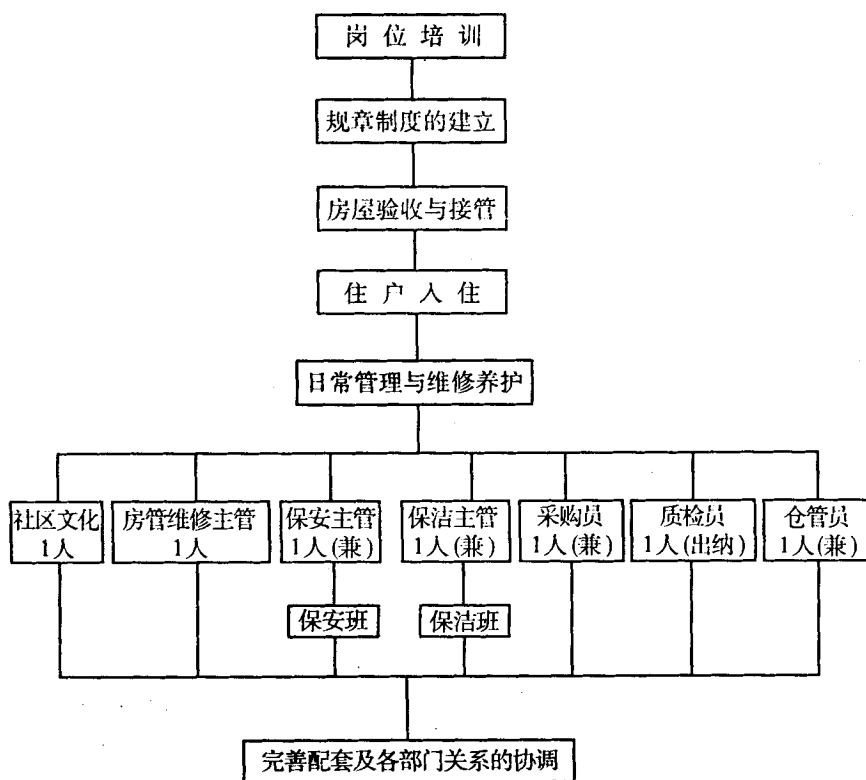 岗位培训
规章制度的建立
房屋验收与接管
住户入住
日常管理与维修养护
社区文化
1人
房管维修主管
1人
保安主管
1人(兼)
保洁主管
1人(兼)
采购员
1人(兼)
质检员
1人(出纳)
仓管员
1人(兼)
保安班
保洁班
完善配套及各部门关系的协调